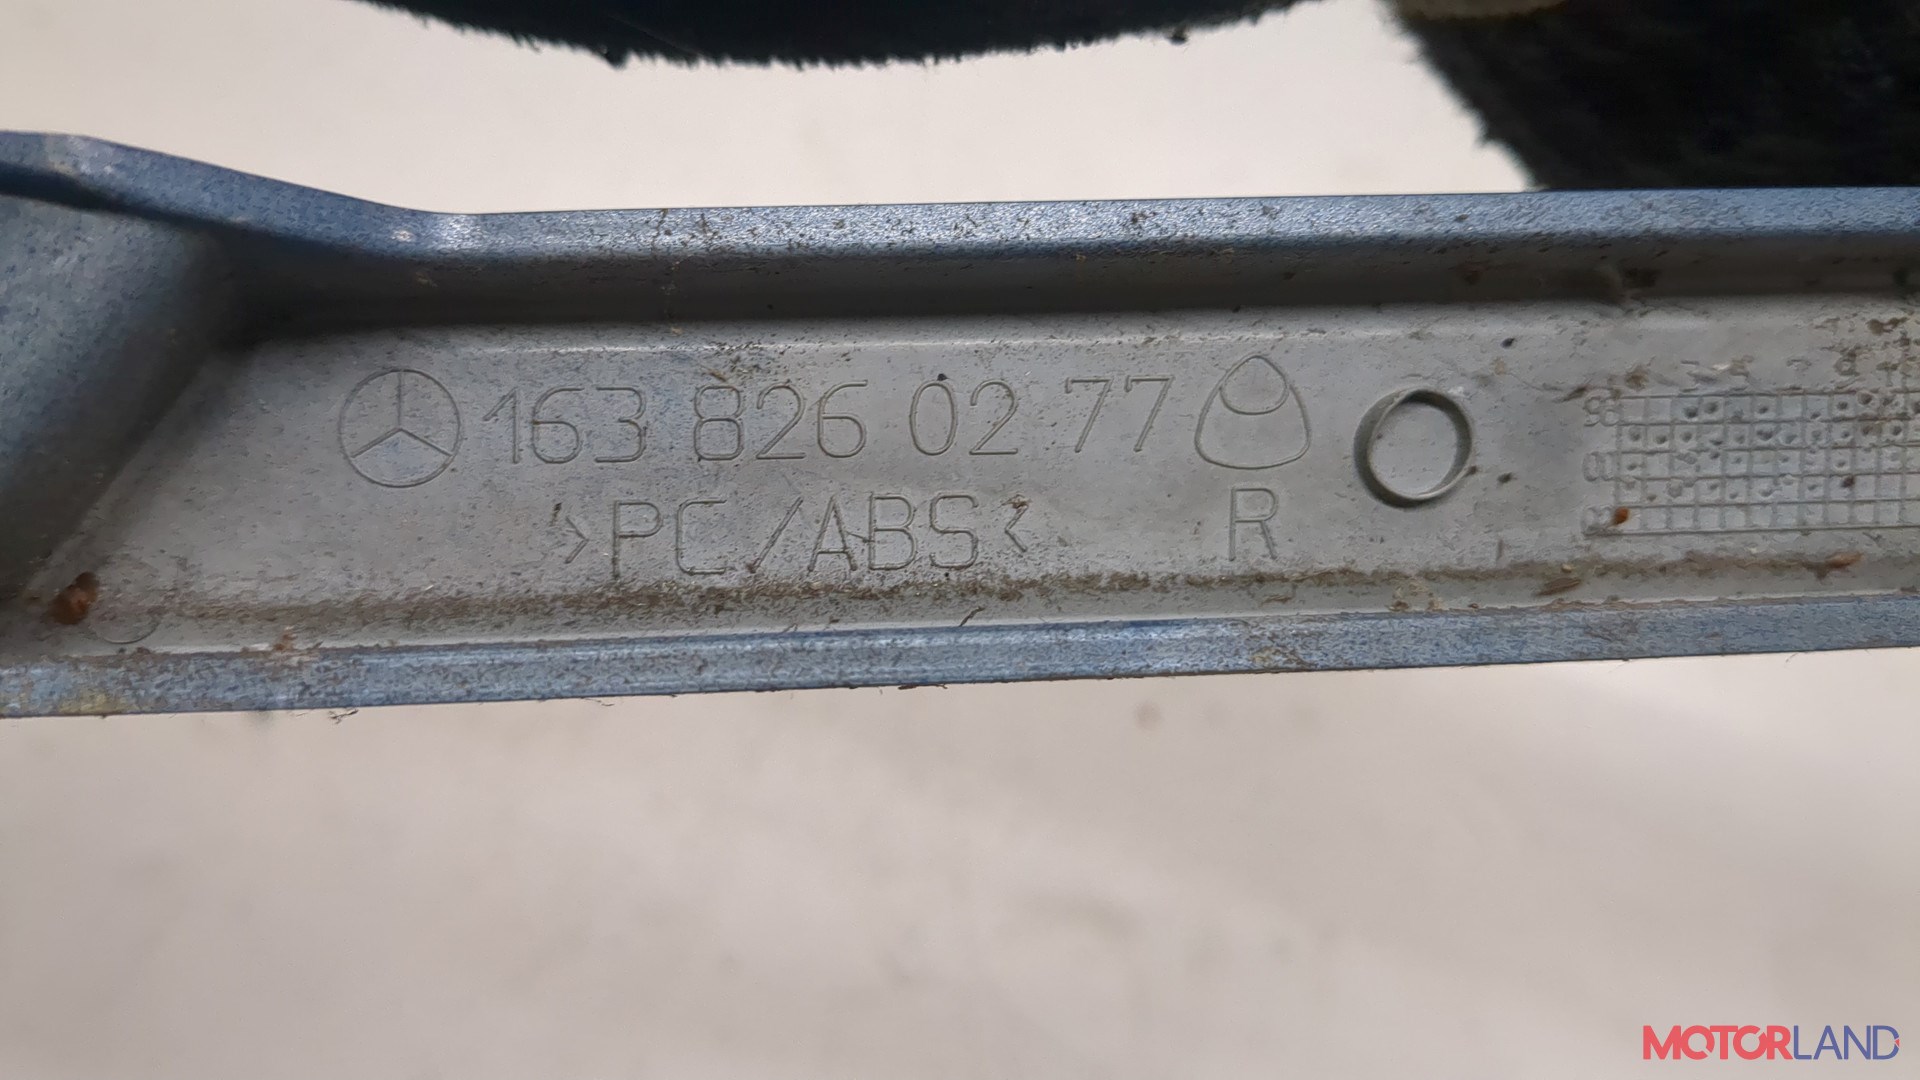 163 826 02 77
>PC/ABS<
R
MOTORLAND